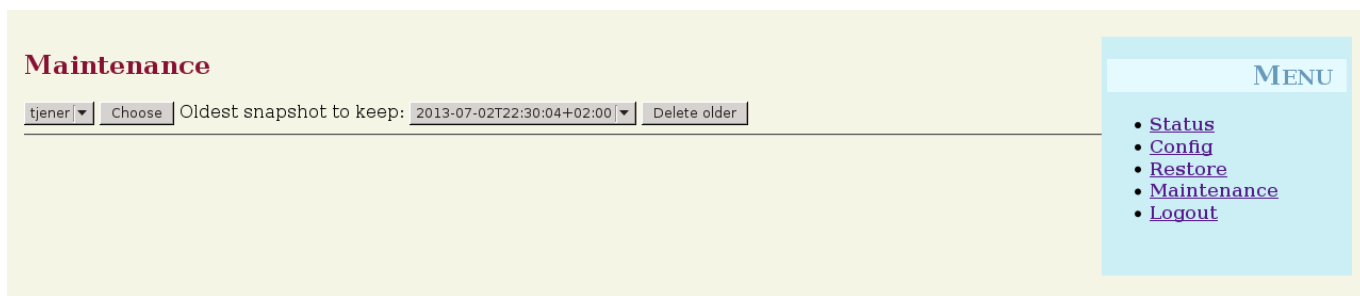 Maintenance
tjener Choose Oldest snapshot to keep: 2013-07-02T22:30:04+02:00 Delete older
MENU
Status
Config
Restore
Maintenance
Logout